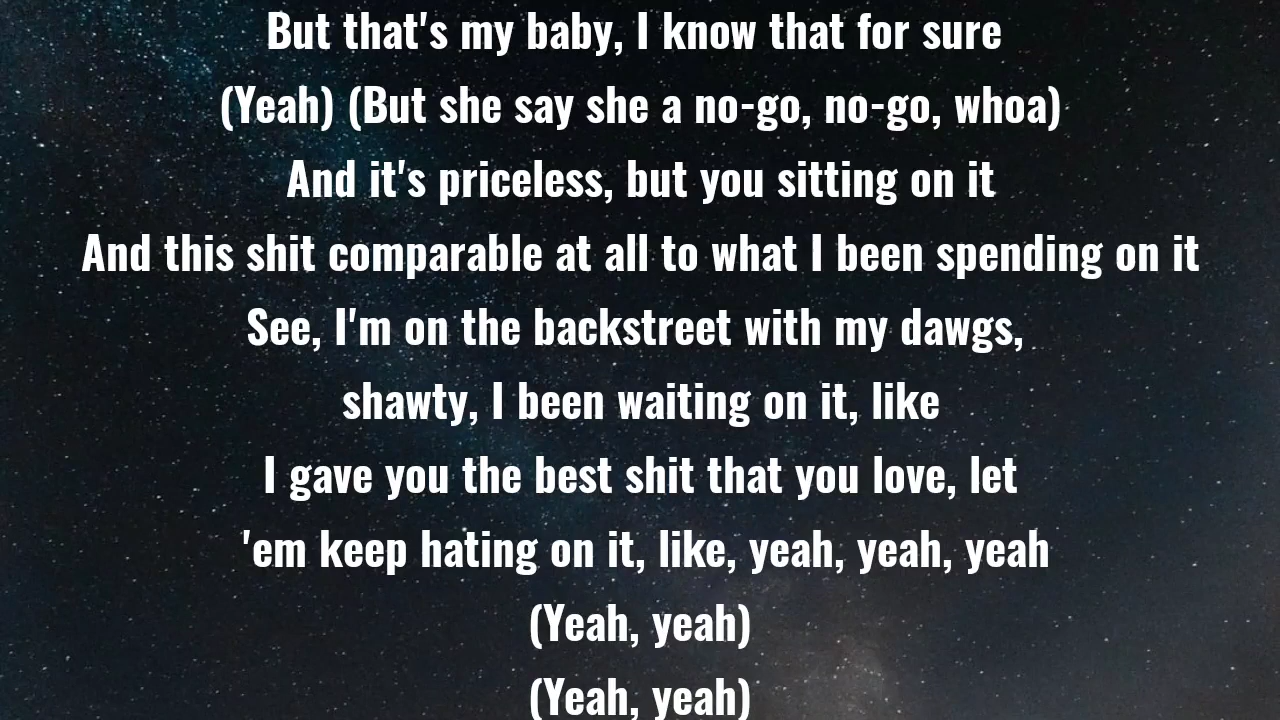 But that's my baby, I know that for sure
(Yeah) (But she say she a no-go, no-go, whoa)
And it's priceless, but you sitting on it
And this shit comparable at all to what I been spending on it
See, I'm on the backstreet with my dawgs,
shawty, I been waiting on it, like
I gave you the best shit that you love, let
'em keep hating on it, like, yeah, yeah, yeah
(Yeah, yeah)
(Yeah, yeah)